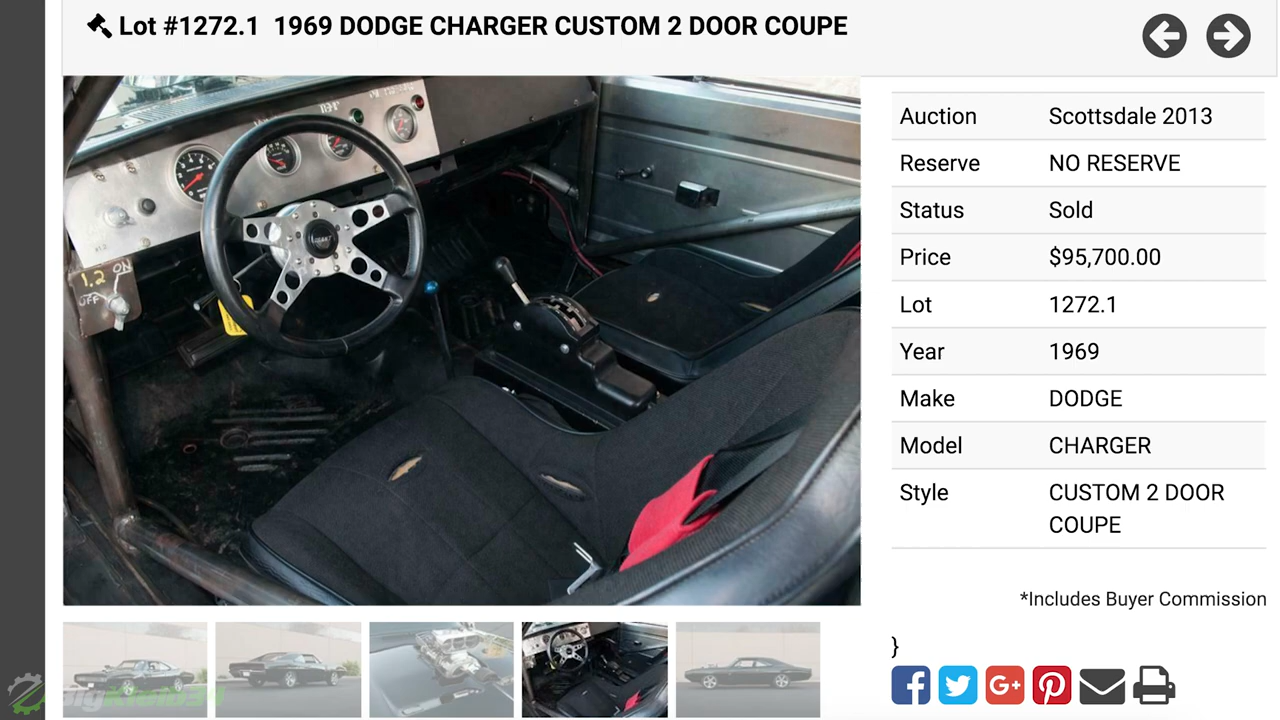 Lot #1272.1 1969 DODGE CHARGER CUSTOM 2 DOOR COUPE
Auction Scottsdale 2013
Reserve NO RESERVE
Status Sold
Price $95,700.00
Lot 1272.1
Year 1969
Make DODGE
Model CHARGER
Style CUSTOM 2 DOOR
COUPE
*Includes Buyer Commission
}
1.2 ON
OFF
G+